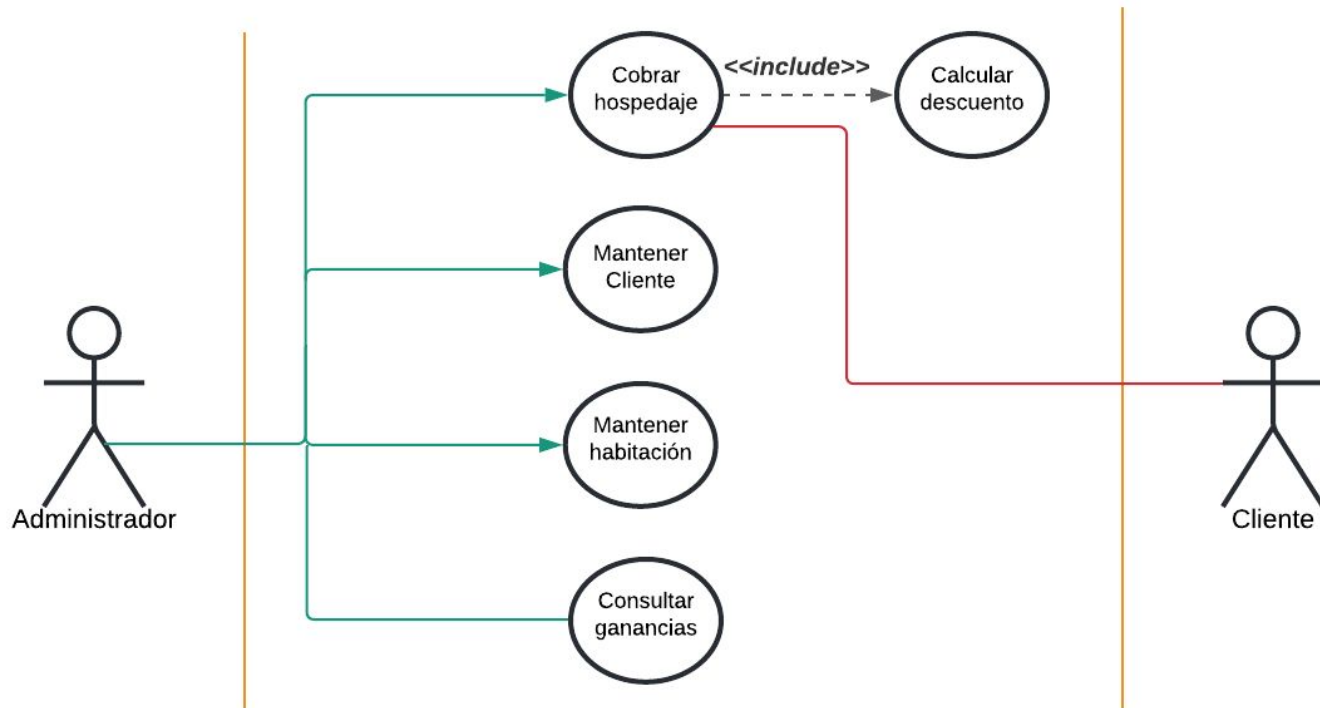 Cobrar
hospedaje
<<include>>
Calcular
descuento
Mantener
Cliente
Mantener
habitación
Administrador
Cliente
Consultar
ganancias